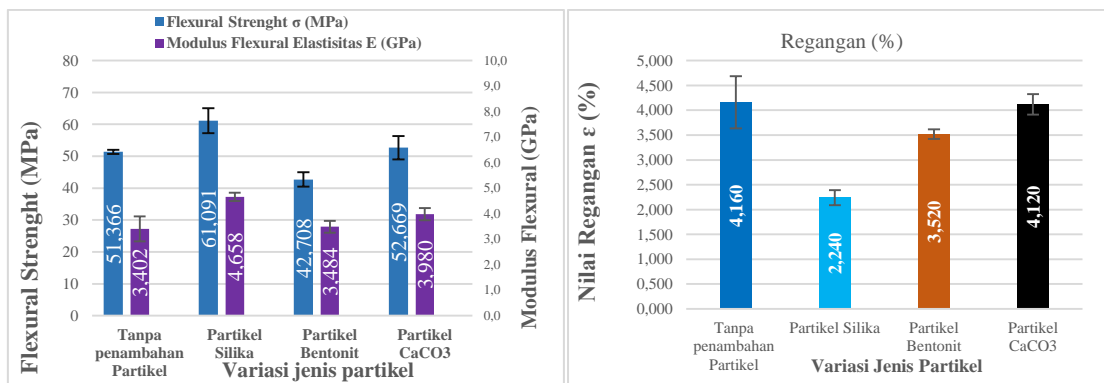 Flexural Strenght σ (MPa)
Modulus Flexural Elastisitas E (GPa)
Flexural Strenght (MPa)
80
70
60
50
40
30
20
10
0
51,366
3,402
61,091
4,658
42,708
3,484
52,669
3,980
10,0
9,0
8,0
7,0
6,0
5,0
4,0
3,0
2,0
1,0
0,0
Modulus Flexural (GPa)
Tanpa
penambahan
Partikel
Partikel
Silika
Partikel
Bentonit
Partikel
CaCO3
Variasi jenis partikel
Regangan (%)
Nilai Regangan ε (%)
5,000
4,500
4,000
3,500
3,000
2,500
2,000
1,500
1,000
0,500
0,000
4,160
2,240
3,520
4,120
Tanpa
penambahan
Partikel
Partikel Silika
Partikel
Bentonit
Partikel
CaCO3
Variasi Jenis Partikel